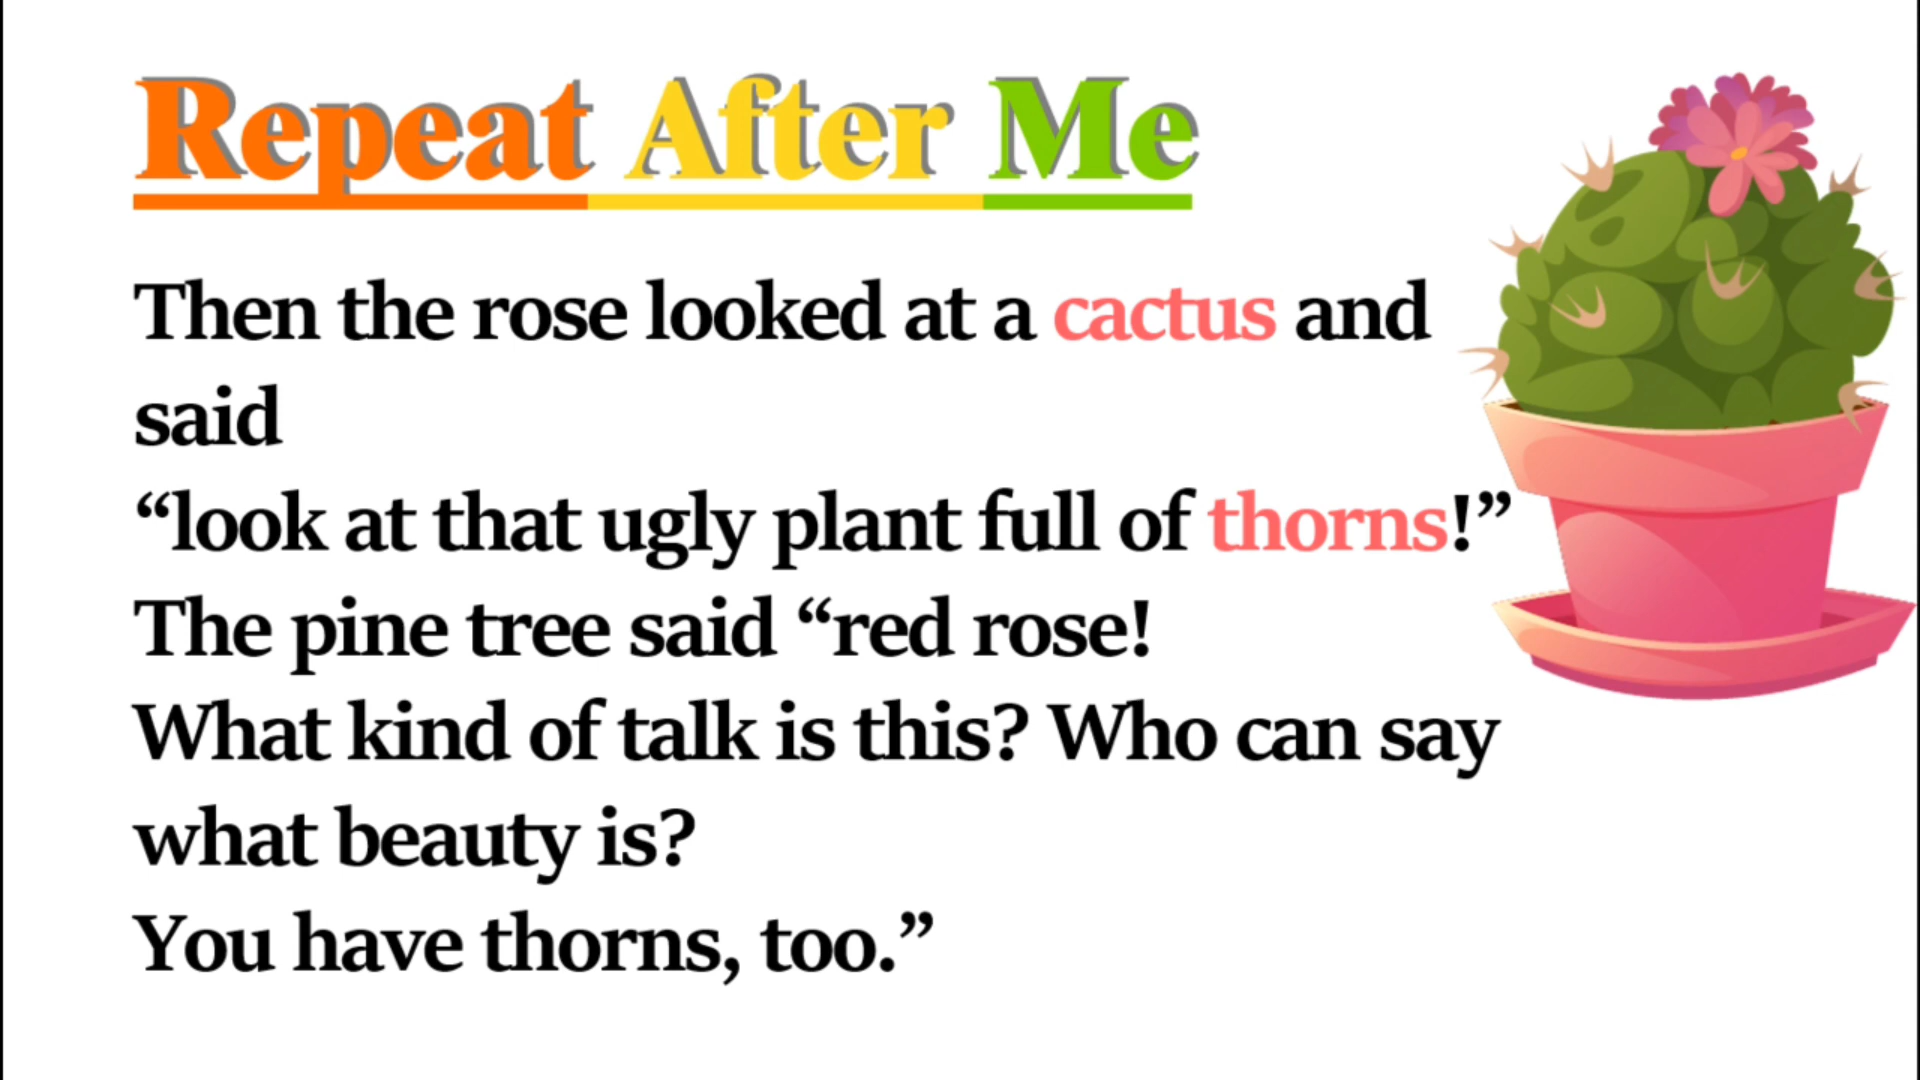 Repeat After Me
Then the rose looked at a cactus and
said
“look at that ugly plant full of thorns!”
The pine tree said “red rose!
What kind of talk is this? Who can say
what beauty is?
You have thorns, too.”